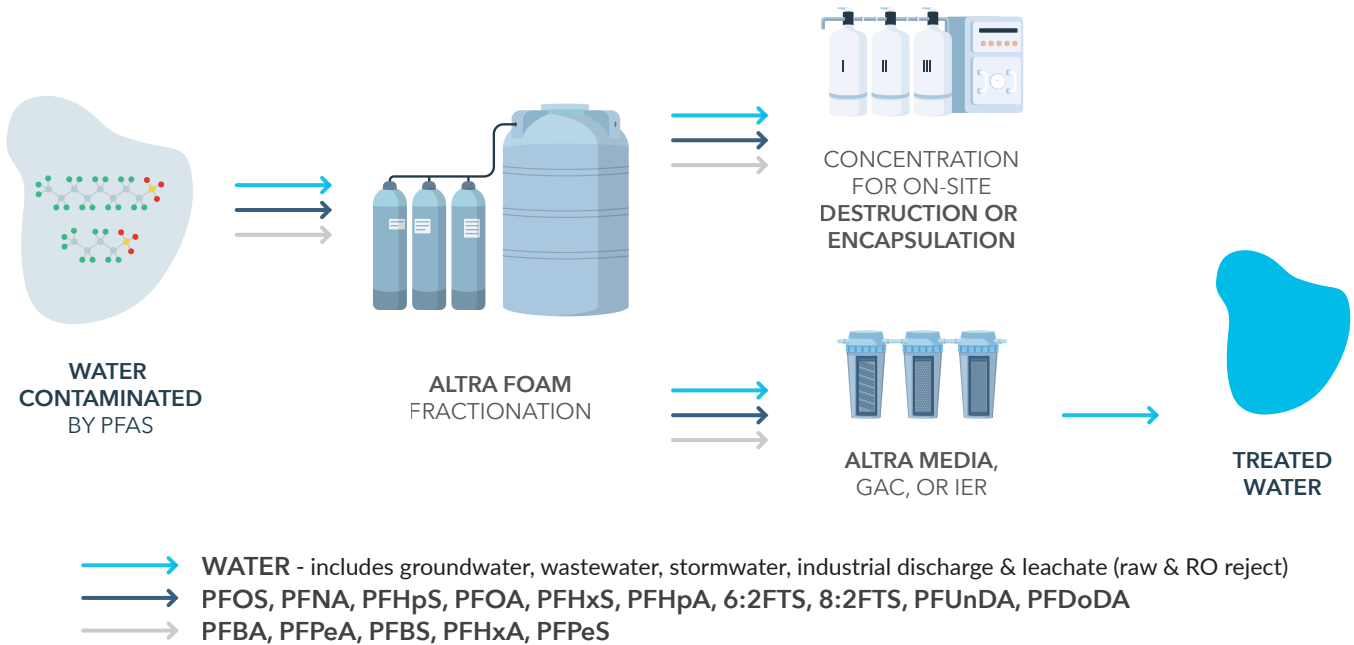 I II III
CONCENTRATION
FOR ON-SITE
DESTRUCTION OR
ENCAPSULATION
WATER
CONTAMINATED
BY PFAS
ALTRA FOAM
FRACTIONATION
ALTRA MEDIA,
GAC, OR IER
TREATED
WATER
WATER - includes groundwater, wastewater, stormwater, industrial discharge & leachate (raw & RO reject)
PFOS, PFNA, PFHpS, PFOA, PFHxS, PFHpA, 6:2FTS, 8:2FTS, PFUnDA, PFDoDA
PFBA, PFPeA, PFBS, PFHxA, PFPeS